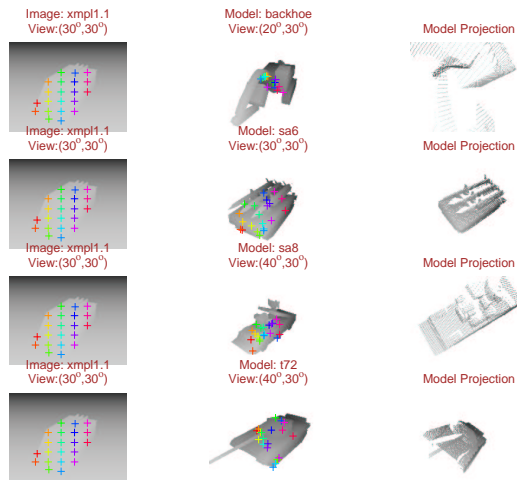 Image: xmpl1.1
View:(30°,30°)
Model: backhoe
View:(20°,30°)
Model Projection
Image: xmpl1.1
View:(30°,30°)
Model: sa6
View:(30°,30°)
Model Projection
Image: xmpl1.1
View:(30°,30°)
Model: sa8
View:(40°,30°)
Model Projection
Image: xmpl1.1
View:(30°,30°)
Model: t72
View:(40°,30°)
Model Projection